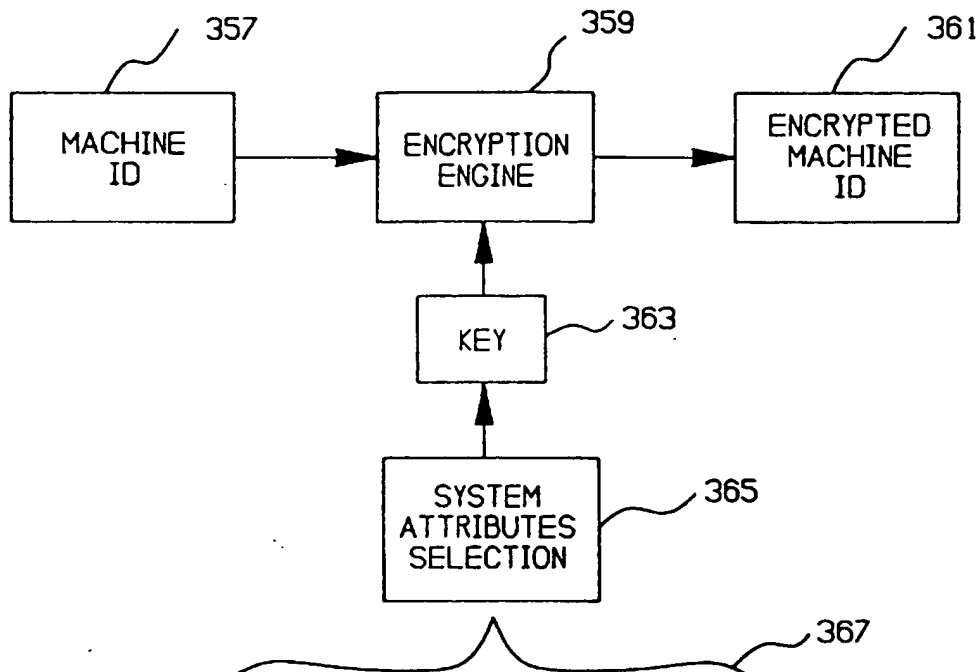 357
359
361
MACHINE
ID
ENCRYPTION
ENGINE
ENCRYPTED
MACHINE
ID
KEY
363
SYSTEM
ATTRIBUTES
SELECTION
365
367